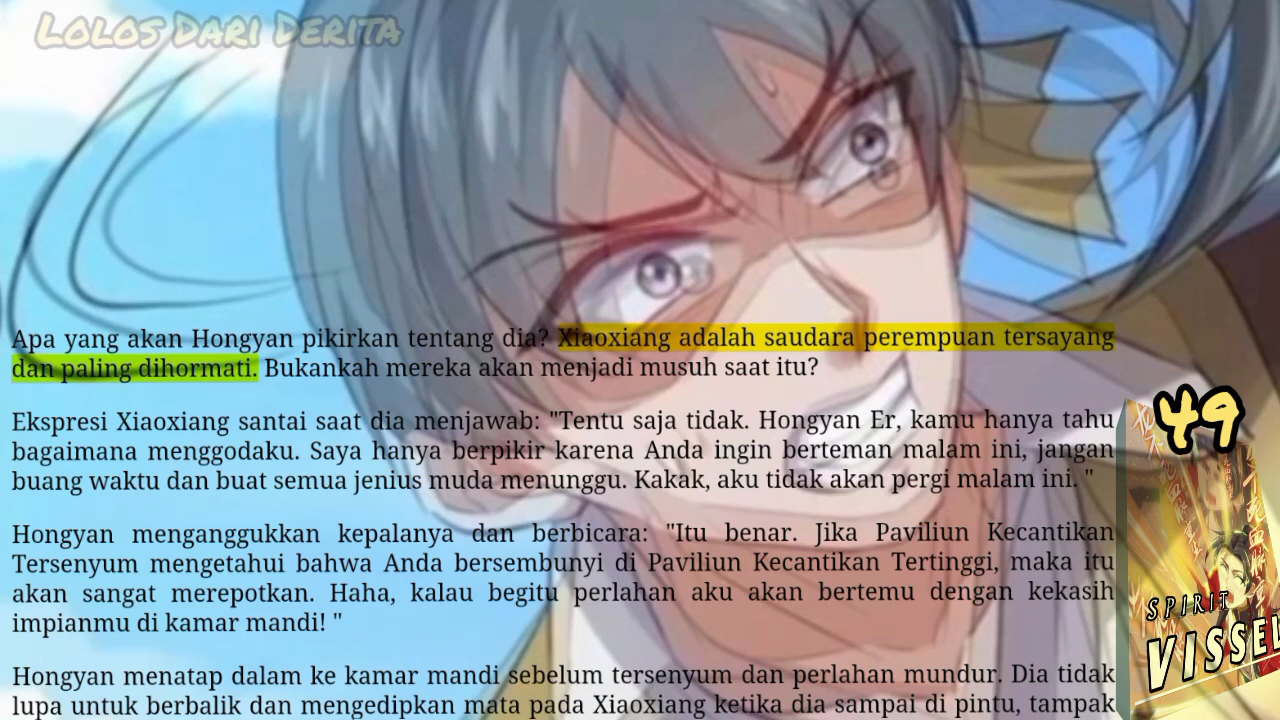 Lolos Dari Derita
Apa yang akan Hongyan pikirkan tentang dia? Xiaoxiang adalah saudara perempuan tersayang
dan paling dihormati. Bukankah mereka akan menjadi musuh saat itu?
Ekspresi Xiaoxiang santai saat dia menjawab: "Tentu saja tidak. Hongyan Er, kamu hanya tahu
bagaimana menggodaku. Saya hanya berpikir karena Anda ingin berteman malam ini, jangan
buang waktu dan buat semua jenius muda menunggu. Kakak, aku tidak akan pergi malam ini. "
Hongyan menganggukkan kepalanya dan berbicara: "Itu benar. Jika Paviliun Kecantikan
Tersenyum mengetahui bahwa Anda bersembunyi di Paviliun Kecantikan Tertinggi, maka itu
akan sangat merepotkan. Haha, kalau begitu perlahan aku akan bertemu dengan kekasih
impianmu di kamar mandi! "
Hongyan menatap dalam ke kamar mandi sebelum tersenyum dan perlahan mundur. Dia tidak
lupa untuk berbalik dan mengedipkan mata pada Xiaoxiang ketika dia sampai di pintu, tampak
49
SPIRIT
VISSEL